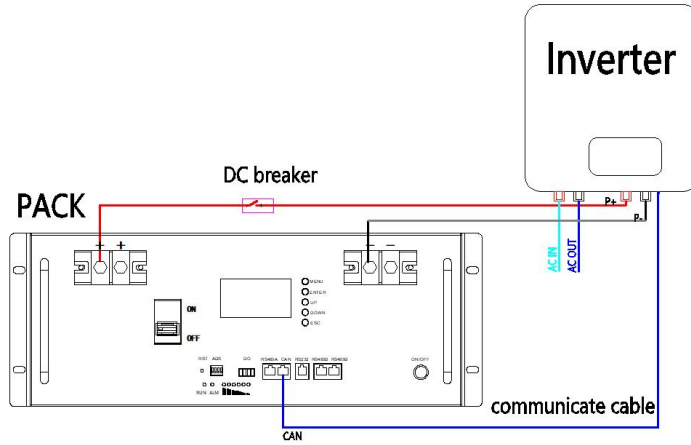 Inverter
DC breaker
PACK
P+
P-
+ +
− −
AC IN
AC OUT
MENU
ENTER
UP
DOWN
ESC
ON
OFF
RST ADS DO RS485A CAN RS232 RS485B RS485B ON/OFF
RUN ALM
communicate cable
CAN